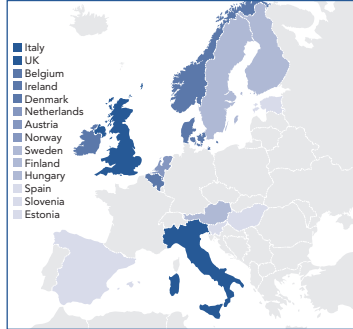 Italy
UK
Belgium
Ireland
Denmark
Netherlands
Austria
Norway
Sweden
Finland
Hungary
Spain
Slovenia
Estonia